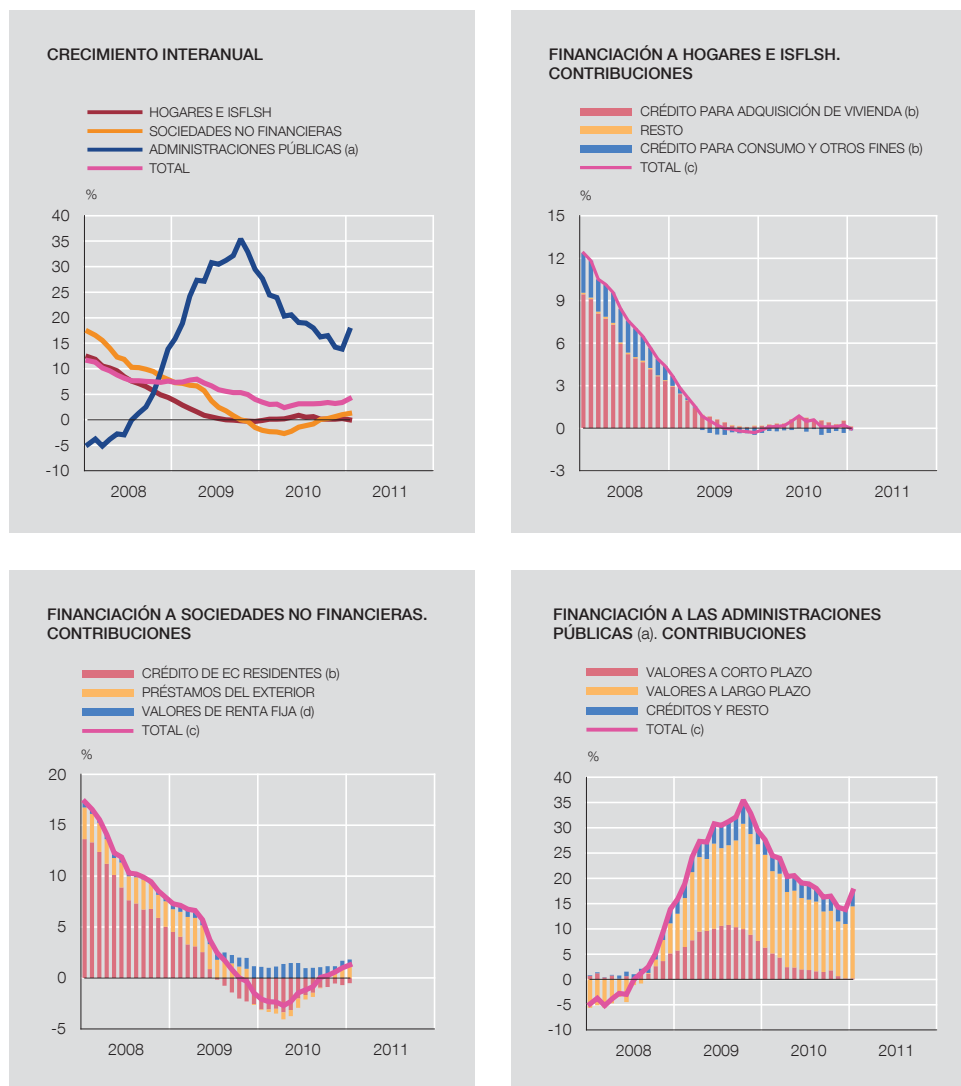 CRECIMIENTO INTERANUAL
HOGARES E ISFLSH
SOCIEDADES NO FINANCIERAS
ADMINISTRACIONES PÚBLICAS (a)
TOTAL
%
40
35
30
25
20
15
10
5
0
-5
-10
2008 2009 2010 2011
FINANCIACIÓN A HOGARES E ISFLSH.
CONTRIBUCIONES
CRÉDITO PARA ADQUISICIÓN DE VIVIENDA (b)
RESTO
CRÉDITO PARA CONSUMO Y OTROS FINES (b)
TOTAL (c)
%
15
12
9
6
3
0
-3
2008 2009 2010 2011
FINANCIACIÓN A SOCIEDADES NO FINANCIERAS.
CONTRIBUCIONES
CRÉDITO DE EC RESIDENTES (b)
PRÉSTAMOS DEL EXTERIOR
VALORES DE RENTA FIJA (d)
TOTAL (c)
%
20
15
10
5
0
-5
2008 2009 2010 2011
FINANCIACIÓN A LAS ADMINISTRACIONES
PÚBLICAS (a). CONTRIBUCIONES
VALORES A CORTO PLAZO
VALORES A LARGO PLAZO
CRÉDITOS Y RESTO
TOTAL (c)
%
40
35
30
25
20
15
10
5
0
-5
-10
2008 2009 2010 2011